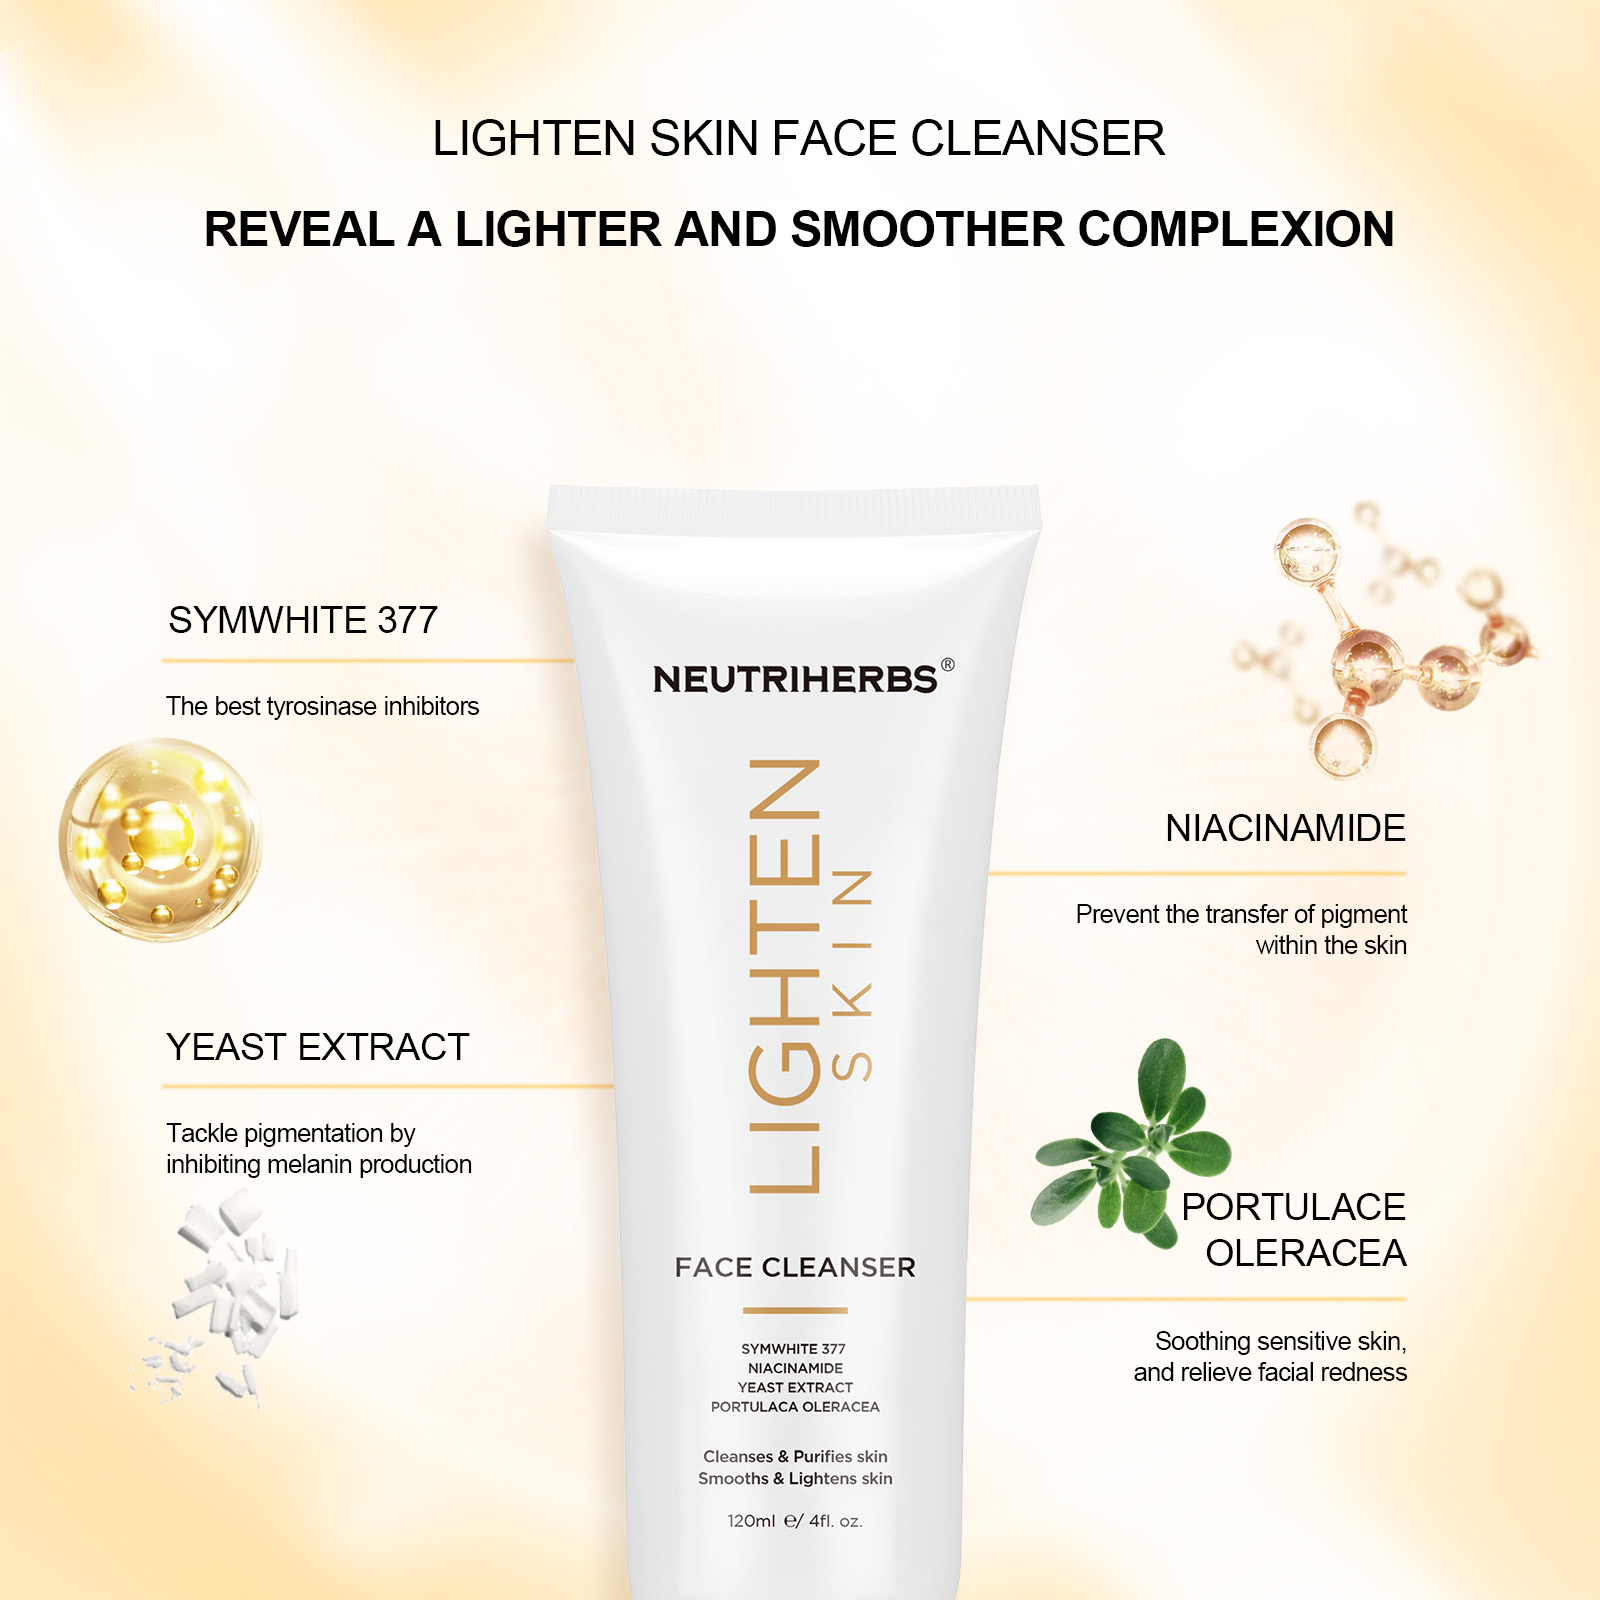 LIGHTEN SKIN FACE CLEANSER
REVEAL A LIGHTER AND SMOOTHER COMPLEXION
SYMWHITE 377
The best tyrosinase inhibitors
YEAST EXTRACT
Tackle pigmentation by
inhibiting melanin production
NEUTRIHERBS®
LIGHTEN
SKIN
FACE CLEANSER
SYMWHITE 377
NIACINAMIDE
YEAST EXTRACT
PORTULACA OLERACEA
Cleanses & Purifies skin
Smooths & Lightens skin
120ml ℮/ 4fl. oz.
NIACINAMIDE
Prevent the transfer of pigment
within the skin
PORTULACE
OLERACEA
Soothing sensitive skin,
and relieve facial redness